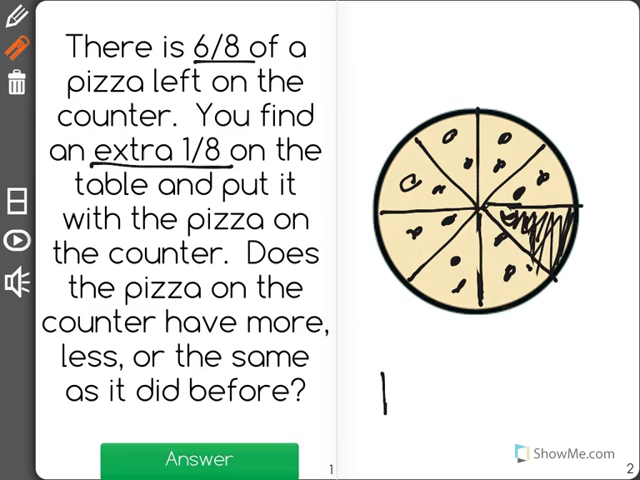 There is 6/8 of a
pizza left on the
counter. You find
an extra 1/8 on the
table and put it
with the pizza on
the counter. Does
the pizza on the
counter have more,
less, or the same
as it did before?
Answer
1
ShowMe.com
2